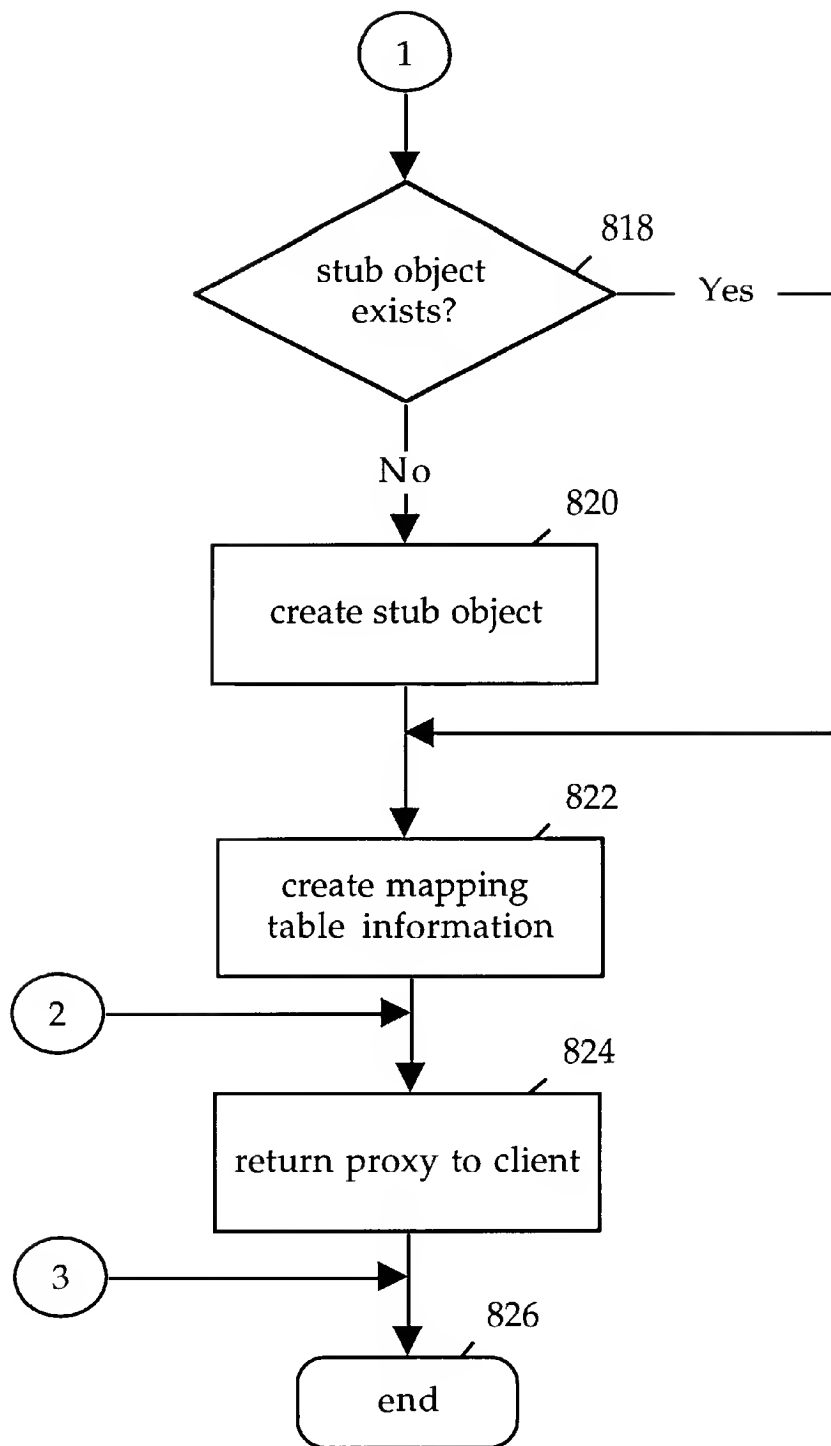 1
818
stub object
exists?
Yes
No
820
create stub object
822
create mapping
table information
2
824
return proxy to client
3
826
end